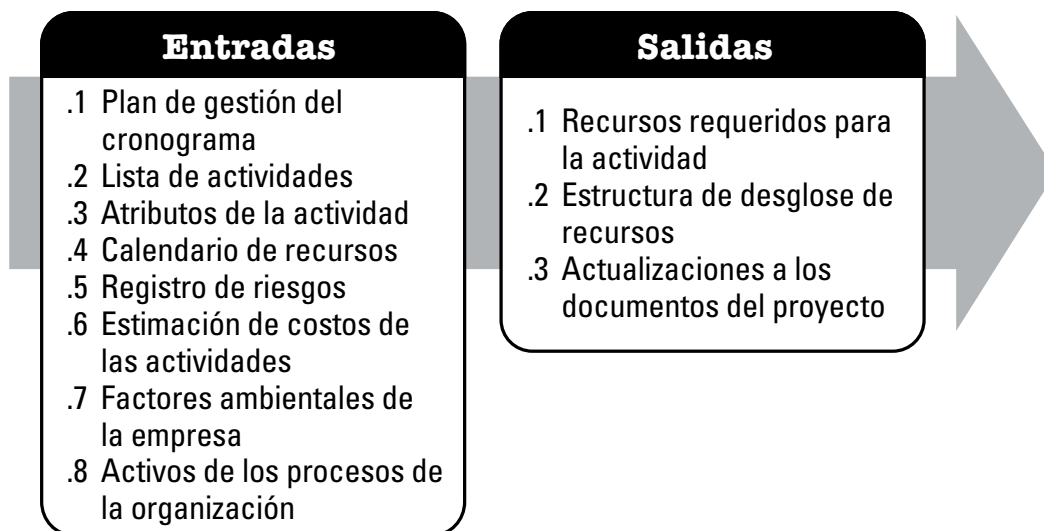 Entradas
.1 Plan de gestión del
cronograma
.2 Lista de actividades
.3 Atributos de la actividad
.4 Calendario de recursos
.5 Registro de riesgos
.6 Estimación de costos de
las actividades
.7 Factores ambientales de
la empresa
.8 Activos de los procesos de
la organización
Salidas
.1 Recursos requeridos para
la actividad
.2 Estructura de desglose de
recursos
.3 Actualizaciones a los
documentos del proyecto